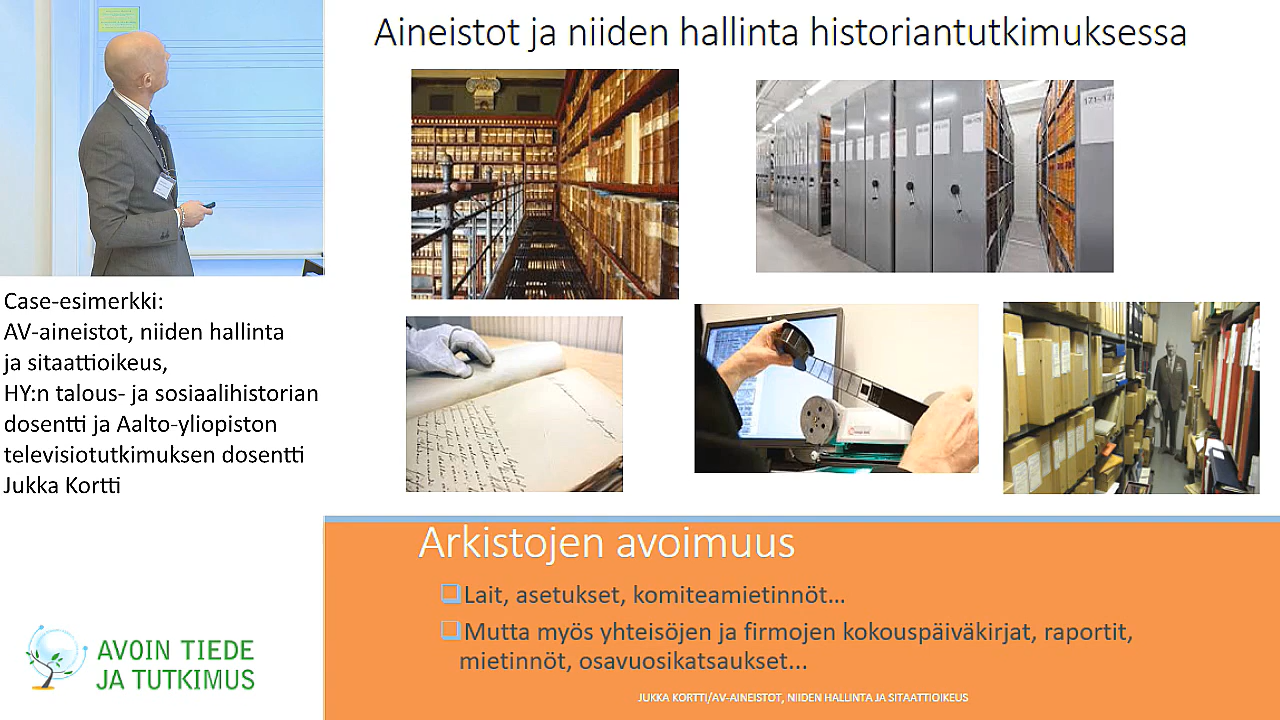 Aineistot ja niiden hallinta historiantutkimuksessa
171-17
Case-esimerkki:
AV-aineistot, niiden hallinta
ja sitaattioikeus,
HY:n talous- ja sosiaalihistorian
dosentti ja Aalto-yliopiston
televisiotutkimuksen dosentti
Jukka Kortti
Arkistojen avoimuus
Lait, asetukset, komiteamietinnöt...
Mutta myös yhteisöjen ja firmojen kokouspäiväkirjat, raportit,
mietinnöt, osavuosikatsaukset...
JUKKA KORTTI/AV-AINEISTOT, NIIDEN HALLINTA JA SITAATTIOIKEUS
AVOIN TIEDE
JA TUTKIMUS